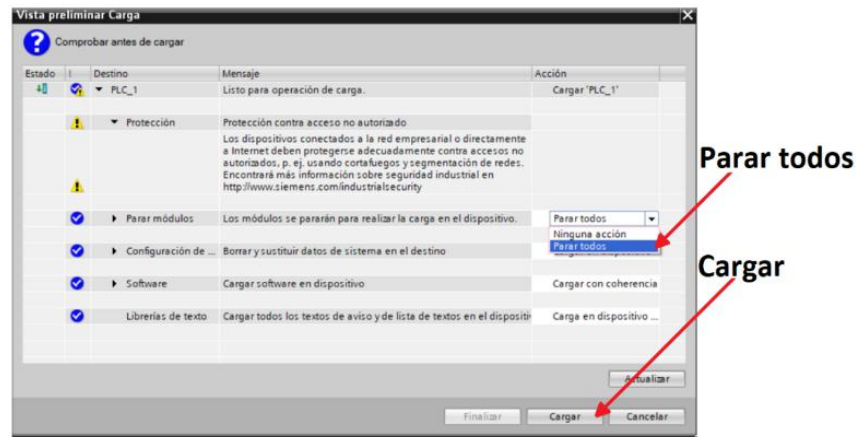 Vista preliminar Carga
Comprobar antes de cargar
Estado ! Destino Mensaje Acción
PLC_1 Listo para operación de carga. Cargar 'PLC_1'
Protección Protección contra acceso no autorizado
Los dispositivos conectados a la red empresarial o directamente
a Internet deben protegerse adecuadamente contra accesos no
autorizados, p. ej. usando cortafuegos y segmentación de redes.
Encontrará más información sobre seguridad industrial en
http://www.siemens.com/industrialsecurity
Parar módulos Los módulos se pararán para realizar la carga en el dispositivo. Parar todos
Ninguna acción
Parar todos
Configuración de ... Borrar y sustituir datos de sistema en el destino
Software Cargar software en dispositivo Cargar con coherencia
Librerías de texto Cargar todos los textos de aviso y de lista de textos en el dispositi Carga en dispositivo ...
Actualizar
Finalizar Cargar Cancelar
Parar todos
Cargar